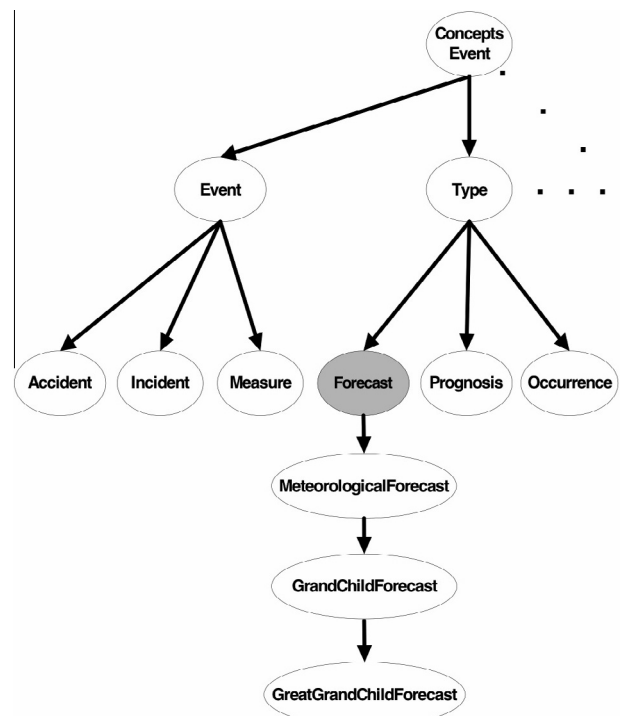 Concepts
Event
Event
Type
Accident
Incident
Measure
Forecast
Prognosis
Occurrence
MeteorologicalForecast
GrandChildForecast
GreatGrandChildForecast